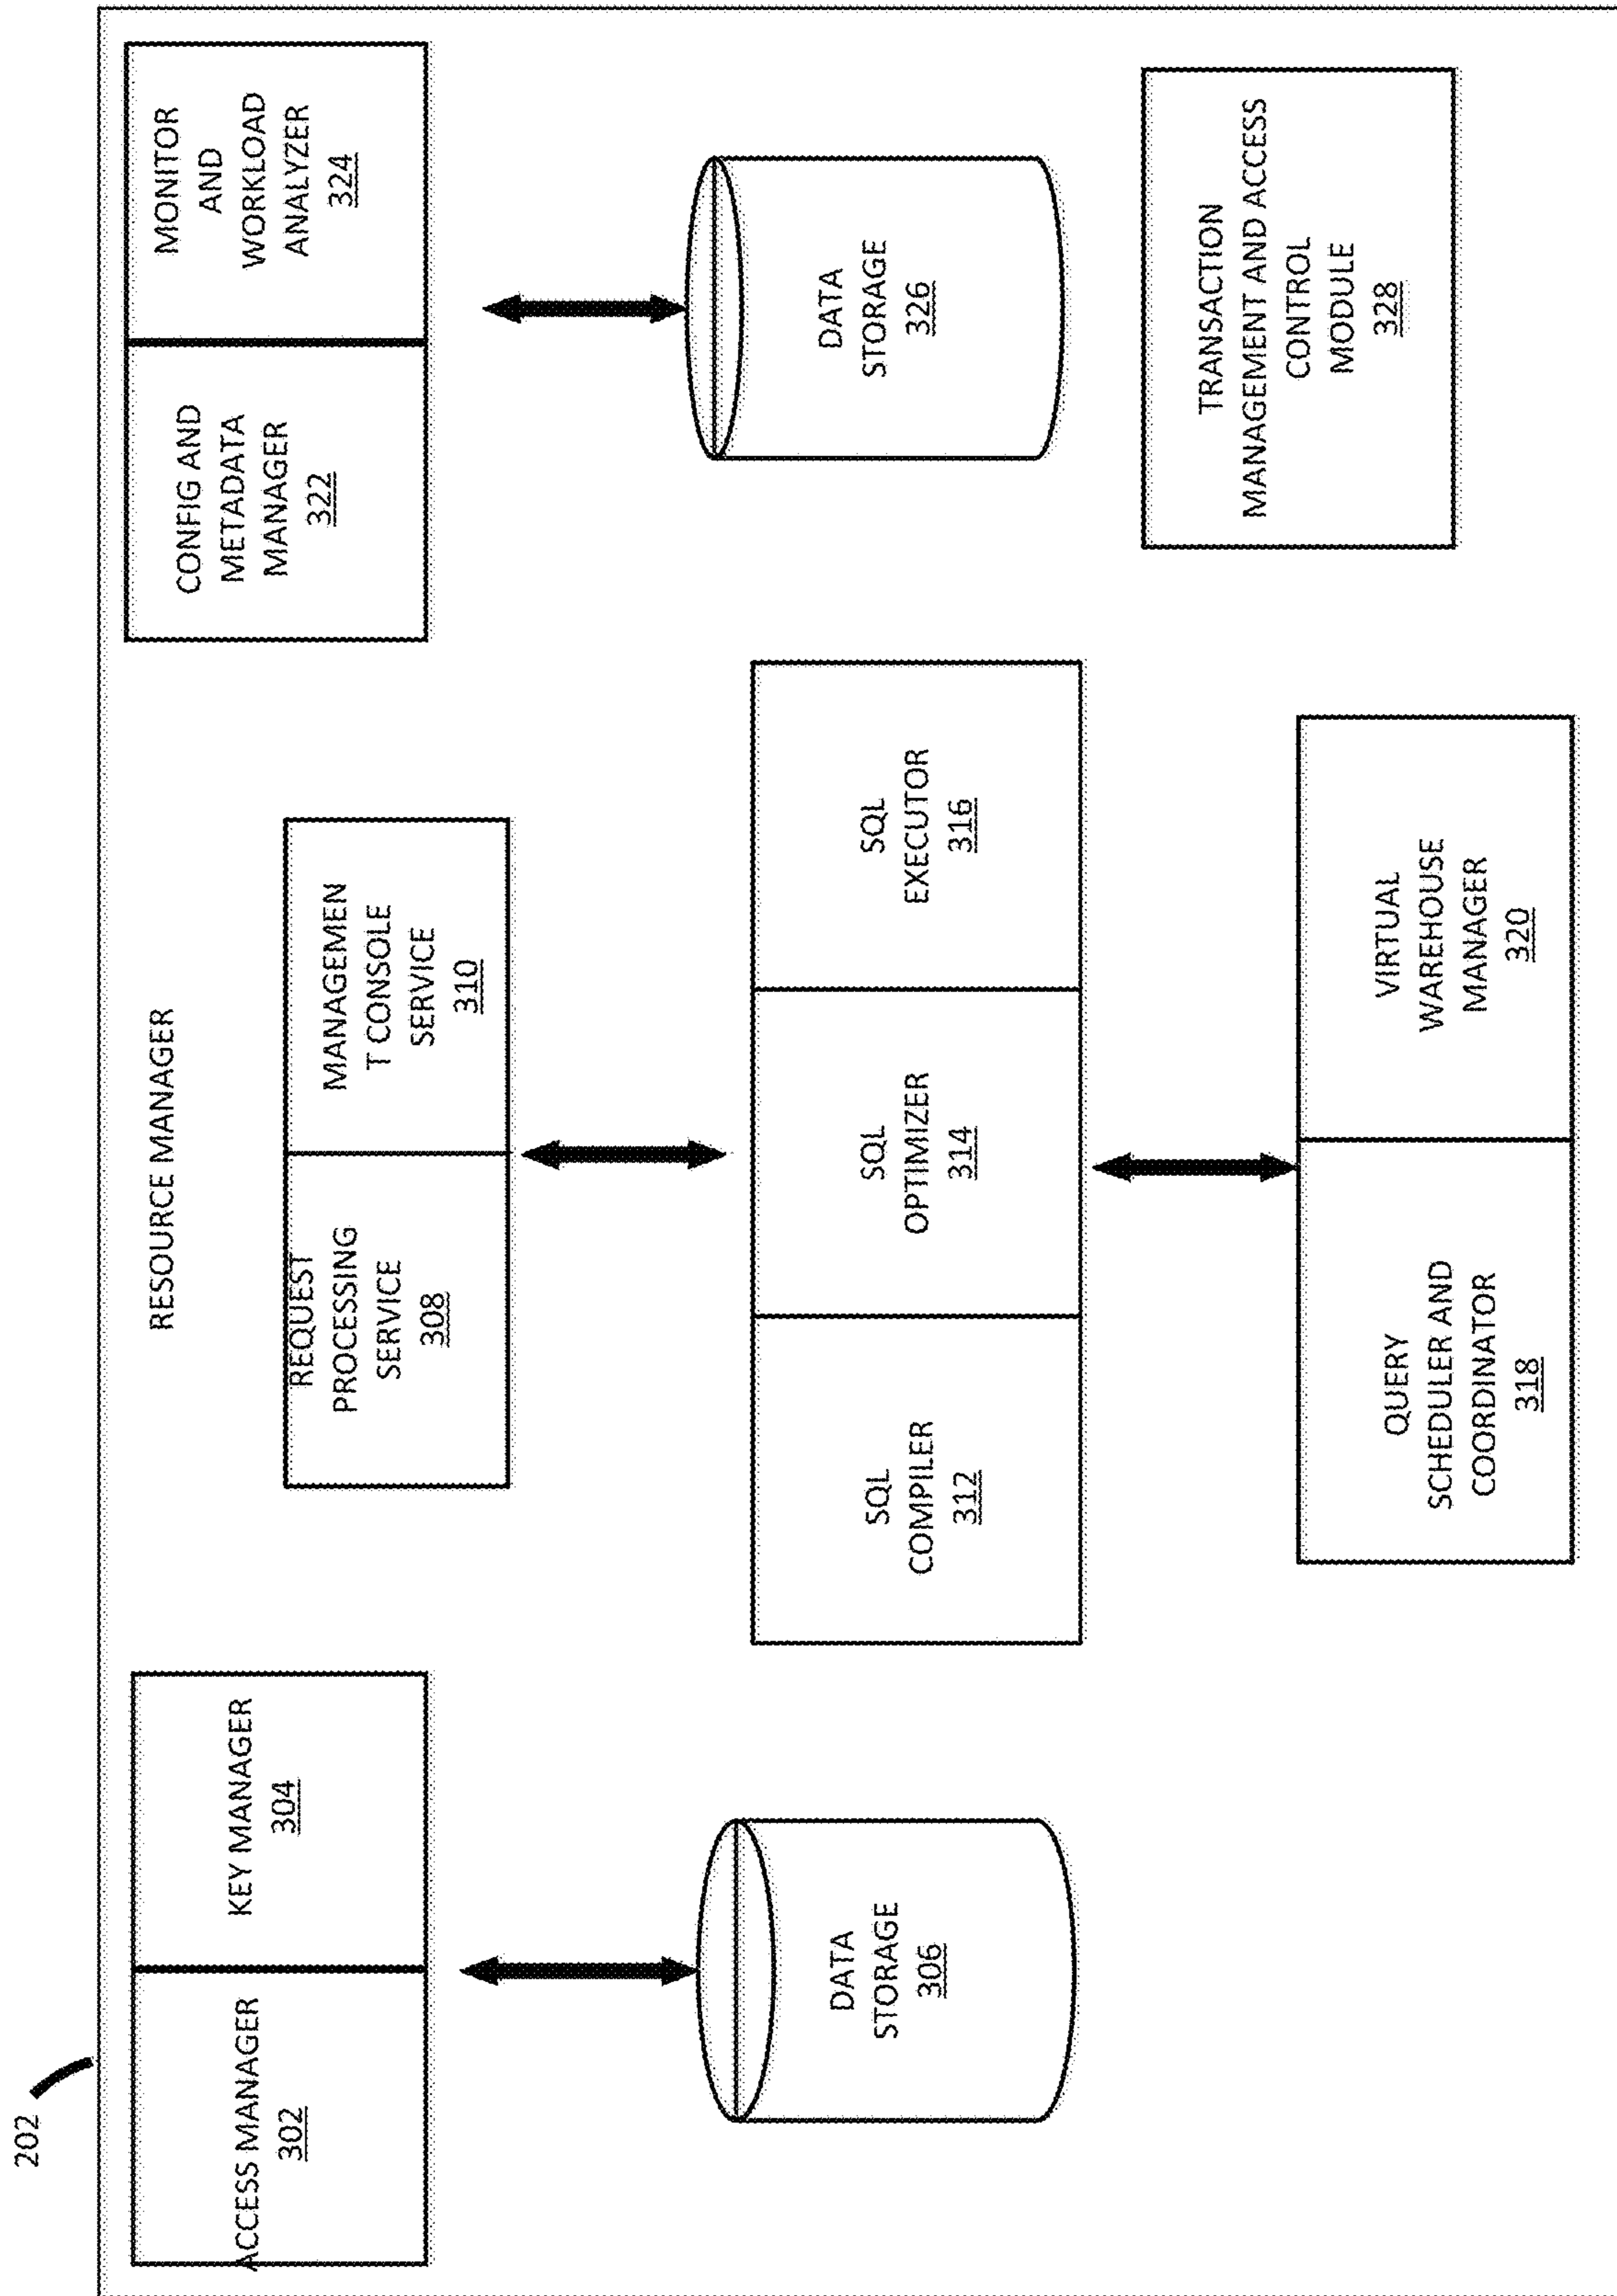 202
RESOURCE MANAGER
ACCESS MANAGER
302
KEY MANAGER
304
DATA
STORAGE
306
REQUEST
PROCESSING
SERVICE
308
MANAGEMEN
T CONSOLE
SERVICE
310
SQL
COMPILER
312
SQL
OPTIMIZER
314
SQL
EXECUTOR
316
QUERY
SCHEDULER AND
COORDINATOR
318
VIRTUAL
WAREHOUSE
MANAGER
320
CONFIG AND
METADATA
MANAGER
322
MONITOR
AND
WORKLOAD
ANALYZER
324
DATA
STORAGE
326
TRANSACTION
MANAGEMENT AND ACCESS
CONTROL
MODULE
328